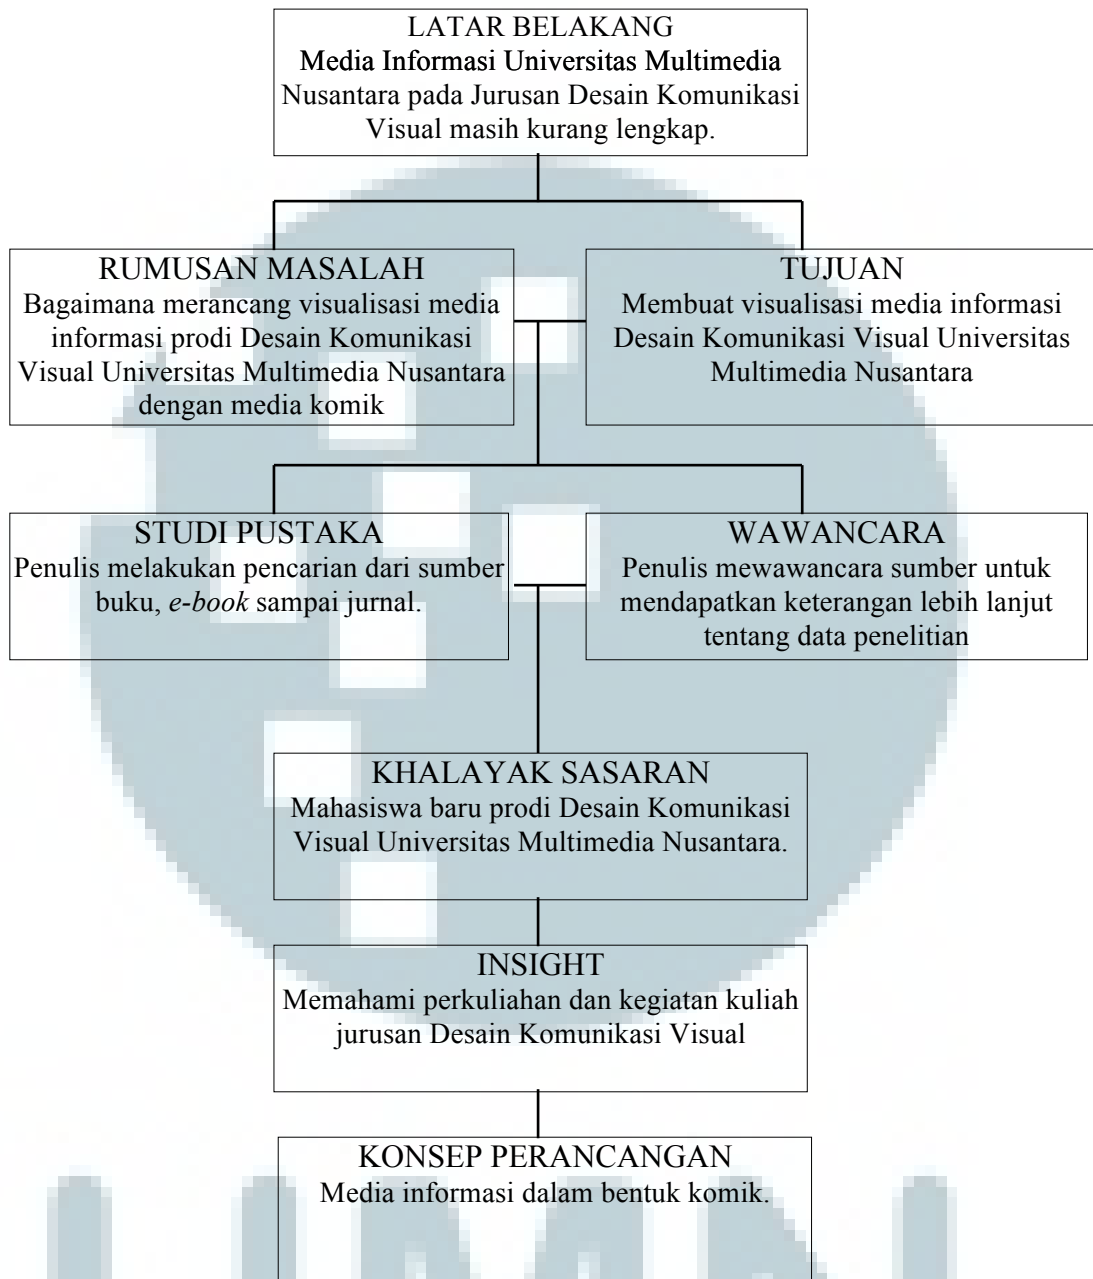 LATAR BELAKANG
Media Informasi Universitas Multimedia
Nusantara pada Jurusan Desain Komunikasi
Visual masih kurang lengkap.
RUMUSAN MASALAH
Bagaimana merancang visualisasi media
informasi prodi Desain Komunikasi
Visual Universitas Multimedia Nusantara
dengan media komik
TUJUAN
Membuat visualisasi media informasi
Desain Komunikasi Visual Universitas
Multimedia Nusantara
STUDI PUSTAKA
Penulis melakukan pencarian dari sumber
buku, e-book sampai jurnal.
WAWANCARA
Penulis mewawancara sumber untuk
mendapatkan keterangan lebih lanjut
tentang data penelitian
KHALAYAK SASARAN
Mahasiswa baru prodi Desain Komunikasi
Visual Universitas Multimedia Nusantara.
INSIGHT
Memahami perkuliahan dan kegiatan kuliah
jurusan Desain Komunikasi Visual
KONSEP PERANCANGAN
Media informasi dalam bentuk komik.
UMN